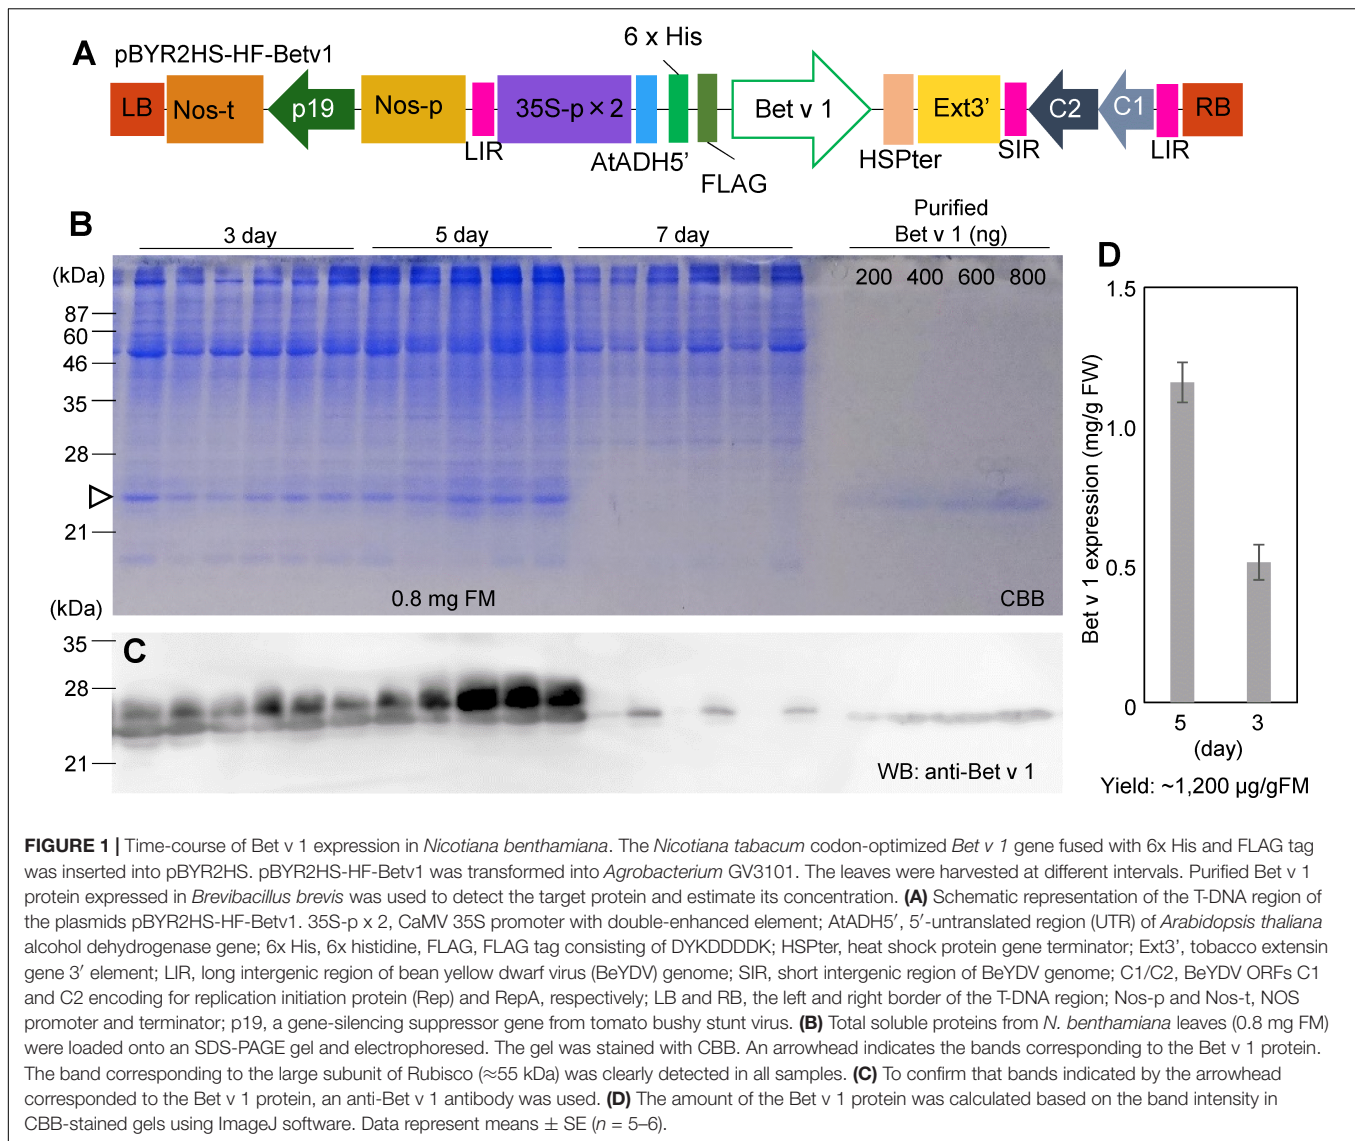 A
pBYR2HS-HF-Betv1
6 x His
LB
Nos-t
p19
Nos-p
LIR
35S-p × 2
AtADH5’
FLAG
Bet v 1
HSPter
Ext3’
SIR
C2
C1
LIR
RB
B
3 day
5 day
7 day
Purified
Bet v 1 (ng)
(kDa)
200 400 600 800
87
60
46
35
28
21
0.8 mg FM
CBB
(kDa)
C
35
28
21
WB: anti-Bet v 1
D
1.5
1.0
0.5
0
Bet v 1 expression (mg/g FW)
5 3
(day)
Yield: ~1,200 µg/gFM
FIGURE 1 | Time-course of Bet v 1 expression in Nicotiana benthamiana. The Nicotiana tabacum codon-optimized Bet v 1 gene fused with 6x His and FLAG tag
was inserted into pBYR2HS. pBYR2HS-HF-Betv1 was transformed into Agrobacterium GV3101. The leaves were harvested at different intervals. Purified Bet v 1
protein expressed in Brevibacillus brevis was used to detect the target protein and estimate its concentration. (A) Schematic representation of the T-DNA region of
the plasmids pBYR2HS-HF-Betv1. 35S-p x 2, CaMV 35S promoter with double-enhanced element; AtADH5′, 5′-untranslated region (UTR) of Arabidopsis thaliana
alcohol dehydrogenase gene; 6x His, 6x histidine, FLAG, FLAG tag consisting of DYKDDDDK; HSPter, heat shock protein gene terminator; Ext3’, tobacco extensin
gene 3′ element; LIR, long intergenic region of bean yellow dwarf virus (BeYDV) genome; SIR, short intergenic region of BeYDV genome; C1/C2, BeYDV ORFs C1
and C2 encoding for replication initiation protein (Rep) and RepA, respectively; LB and RB, the left and right border of the T-DNA region; Nos-p and Nos-t, NOS
promoter and terminator; p19, a gene-silencing suppressor gene from tomato bushy stunt virus. (B) Total soluble proteins from N. benthamiana leaves (0.8 mg FM)
were loaded onto an SDS-PAGE gel and electrophoresed. The gel was stained with CBB. An arrowhead indicates the bands corresponding to the Bet v 1 protein.
The band corresponding to the large subunit of Rubisco (≈55 kDa) was clearly detected in all samples. (C) To confirm that bands indicated by the arrowhead
corresponded to the Bet v 1 protein, an anti-Bet v 1 antibody was used. (D) The amount of the Bet v 1 protein was calculated based on the band intensity in
CBB-stained gels using ImageJ software. Data represent means ± SE (n = 5–6).